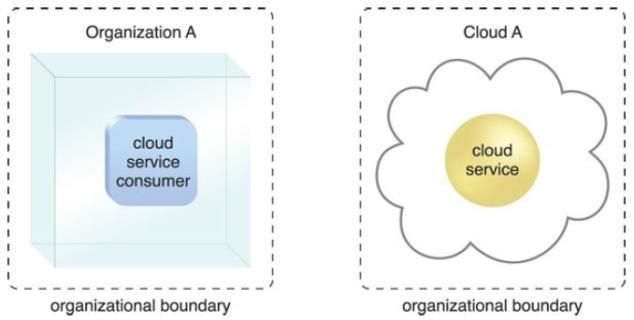 Organization A
cloud
service
consumer
organizational boundary
Cloud A
cloud
service
organizational boundary